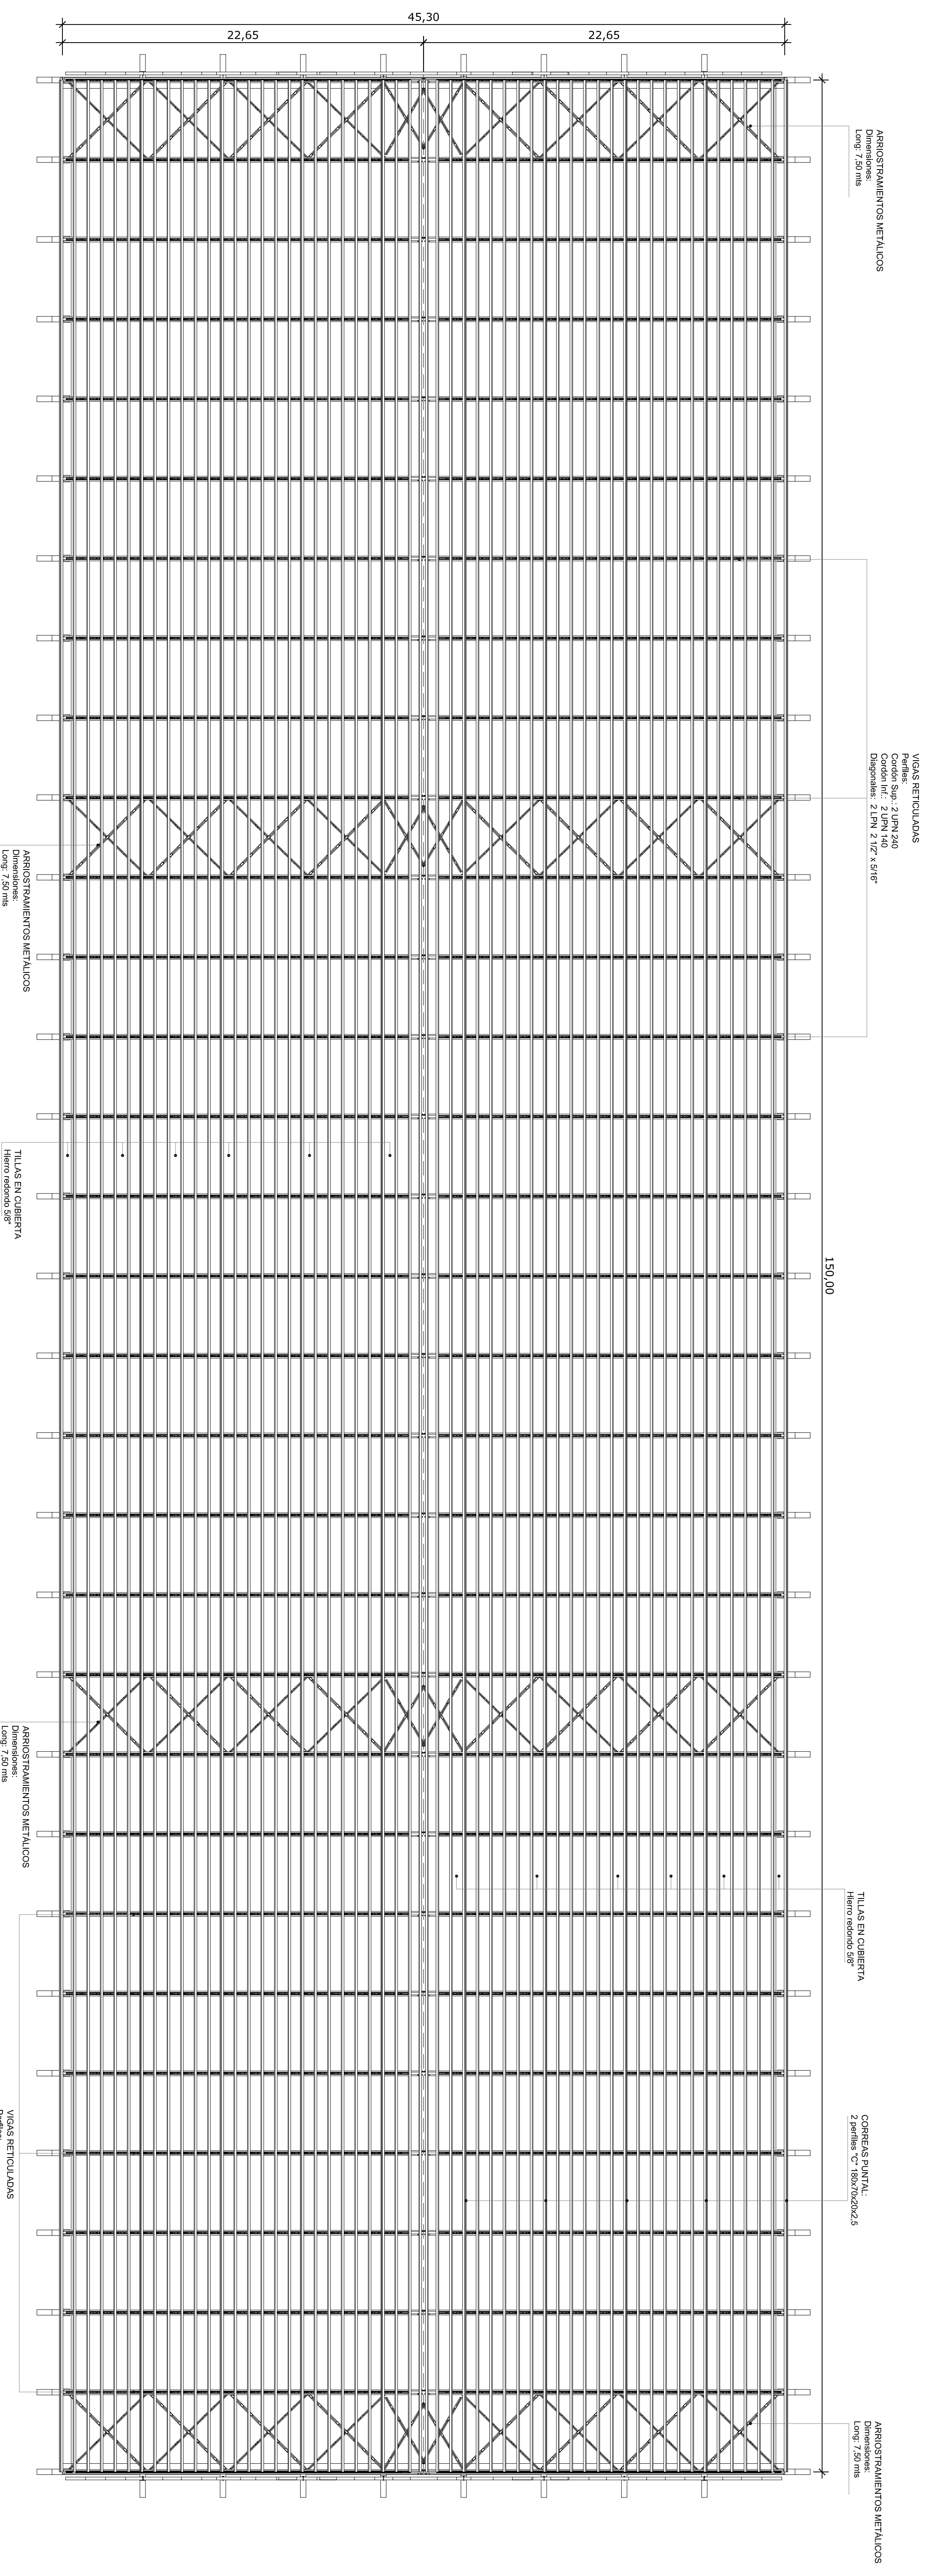 45,30
22,65
22,65
ARRIOSTRAMIENTOS METÁLICOS
Dimensiones:
Long: 7,50 mts
VIGAS RETICULADAS
Perfiles:
Cordón Sup.: 2 UPN 240
Cordón Inf.: 2 UPN 140
Diagonales: 2 LPN 2 1/2" x 5/16"
ARRIOSTRAMIENTOS METÁLICOS
Dimensiones:
Long: 7,50 mts
TILLAS EN CUBIERTA
Hierro redondo 5/8"
150,00
ARRIOSTRAMIENTOS METÁLICOS
Dimensiones:
Long: 7,50 mts
TILLAS EN CUBIERTA
Hierro redondo 5/8"
CORREAS PUNTAL:
2 perfiles "C" 180x70x20x2,5
VIGAS RETICULADAS
ARRIOSTRAMIENTOS METÁLICOS
Dimensiones:
Long: 7,50 mts